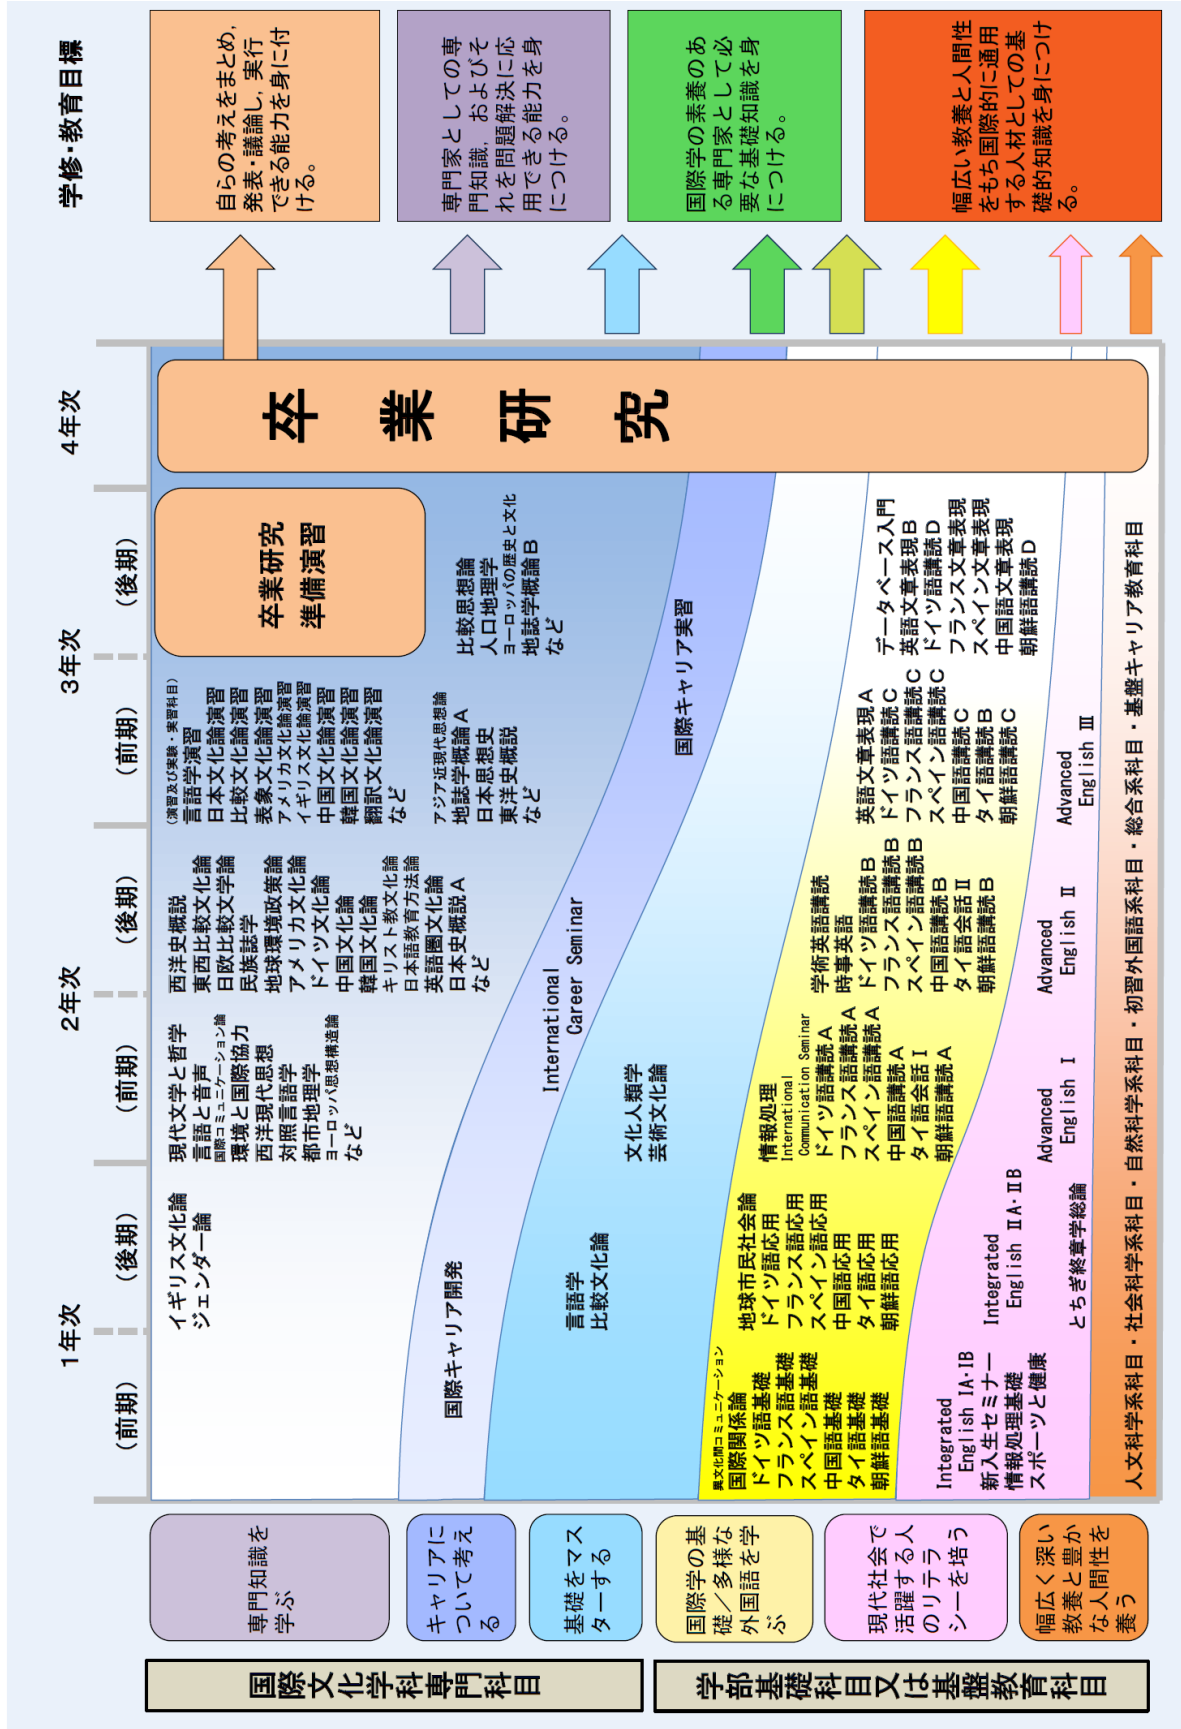 学修・教育目標
1年次
2年次
3年次
4年次
（前期）
（後期）
（前期）
（後期）
（前期）
（後期）
国際文化学科専門科目
学部基礎科目又は基盤教育科目
専門知識を
学ぶ
キャリアに
ついて考え
る
基礎をマス
ターする
国際学の基
礎／多様な
外国語を学
ぶ
現代社会で
活躍する人
のリテラ
シーを培う
幅広く深い
教養と豊か
な人間性を
養う
イギリス文化論
ジェンダー論
現代文学と哲学
言語と音声
国際コミュニケーション論
環境と国際協力
西洋現代思想
対照言語学
都市地理学
ヨーロッパ思想構造論
など
西洋史概説
東西比較文化論
日欧比較文学論
民族誌学
地球環境政策論
アメリカ文化論
ドイツ文化論
中国文化論
韓国文化論
キリスト教文化論
日本語教育方法論
英語圏文化論
日本史概説A
など
（演習及び実験・実習科目）
言語学演習
日本文化論演習
比較文化論演習
表象文化論演習
アメリカ文化論演習
イギリス文化論演習
中国文化論演習
韓国文化論演習
翻訳文化論演習
など
アジア近現代思想論
地誌学概論A
日本思想史
東洋史概説
など
卒業研究
準備演習
比較思想論
人口地理学
ヨーロッパの歴史と文化
地誌学概論B
など
卒業研究
国際キャリア開発
International
Career Seminar
国際キャリア実習
言語学
比較文化論
文化人類学
芸術文化論
異文化間コミュニケーション
国際関係論
ドイツ語基礎
フランス語基礎
スペイン語基礎
中国語基礎
タイ語基礎
朝鮮語基礎
地球市民社会論
ドイツ語応用
フランス語応用
スペイン語応用
中国語応用
タイ語応用
朝鮮語応用
情報処理
International
Communication Seminar
ドイツ語講読A
フランス語講読A
スペイン語講読A
中国語講読A
タイ語会話Ⅰ
朝鮮語講読A
学術英語講読
時事英語
ドイツ語講読B
フランス語講読B
スペイン語講読B
中国語講読B
タイ語会話Ⅱ
朝鮮語講読B
英語文章表現A
ドイツ語講読C
フランス語講読C
スペイン語講読C
中国語講読C
タイ語講読B
朝鮮語講読C
データベース入門
英語文章表現B
ドイツ語講読D
フランス文章表現
スペイン文章表現
中国語文章表現
朝鮮語講読D
Integrated
English ⅠA・ⅠB
新入生セミナー
情報処理基礎
スポーツと健康
Integrated
English ⅡA・ⅡB
とちぎ終章学総論
Advanced
English Ⅰ
Advanced
English Ⅱ
Advanced
English Ⅲ
人文科学系科目・社会科学系科目・自然科学系科目・初習外国語系科目・総合系科目・基盤キャリア教育科目
自らの考えをまとめ，
発表・議論し，実行
できる能力を身に付
ける。
専門家としての専
門知識，およびそ
れを問題解決に応
用できる能力を身
につける。
国際学の素養のあ
る専門家として必
要な基礎知識を身
につける。
幅広い教養と人間性
をもち国際的に通用
する人材としての基
礎的知識を身につけ
る。